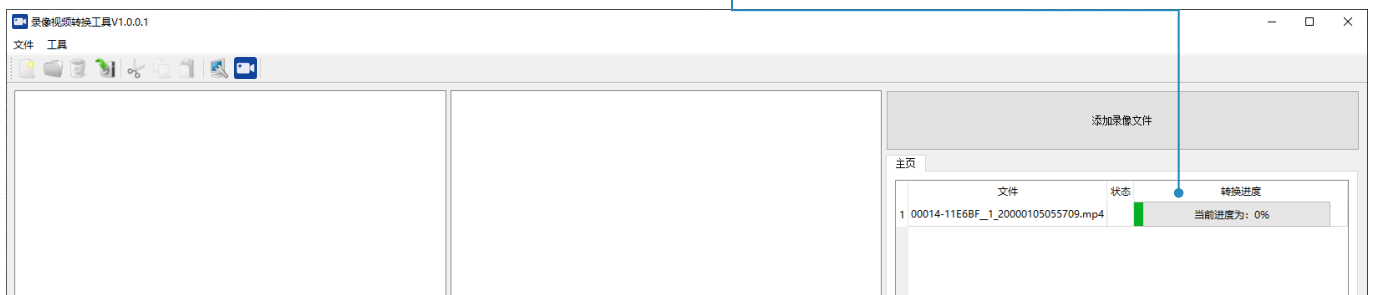 录像视频转换工具V1.0.0.1
文件 工具
添加录像文件
主页
文件 状态 转换进度
1 00014-11E6BF__1_20000105055709.mp4 当前进度为：0%